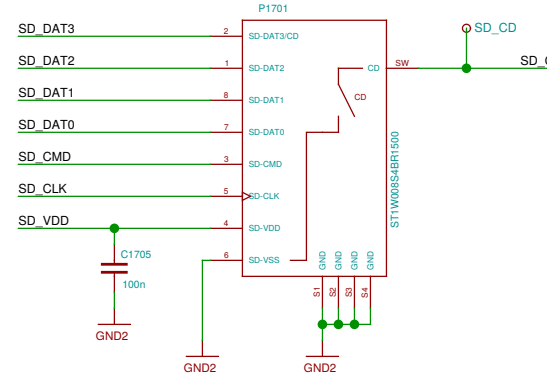 P1701
SD_DAT3 2 SD-DAT3/CD
SD_CD
SD_DAT2 1 SD-DAT2 CD SW
SD_DAT1 8 SD-DAT1 CD
SD_DAT0 7 SD-DAT0
SD_CMD 3 SD-CMD
SD_CLK 5 SD-CLK
SD_VDD 4 SD-VDD
ST1W008S4BR1500
C1705
100n
6 SD-VSS
GND GND GND GND
S1 S2 S3 S4
GND2
GND2
GND2